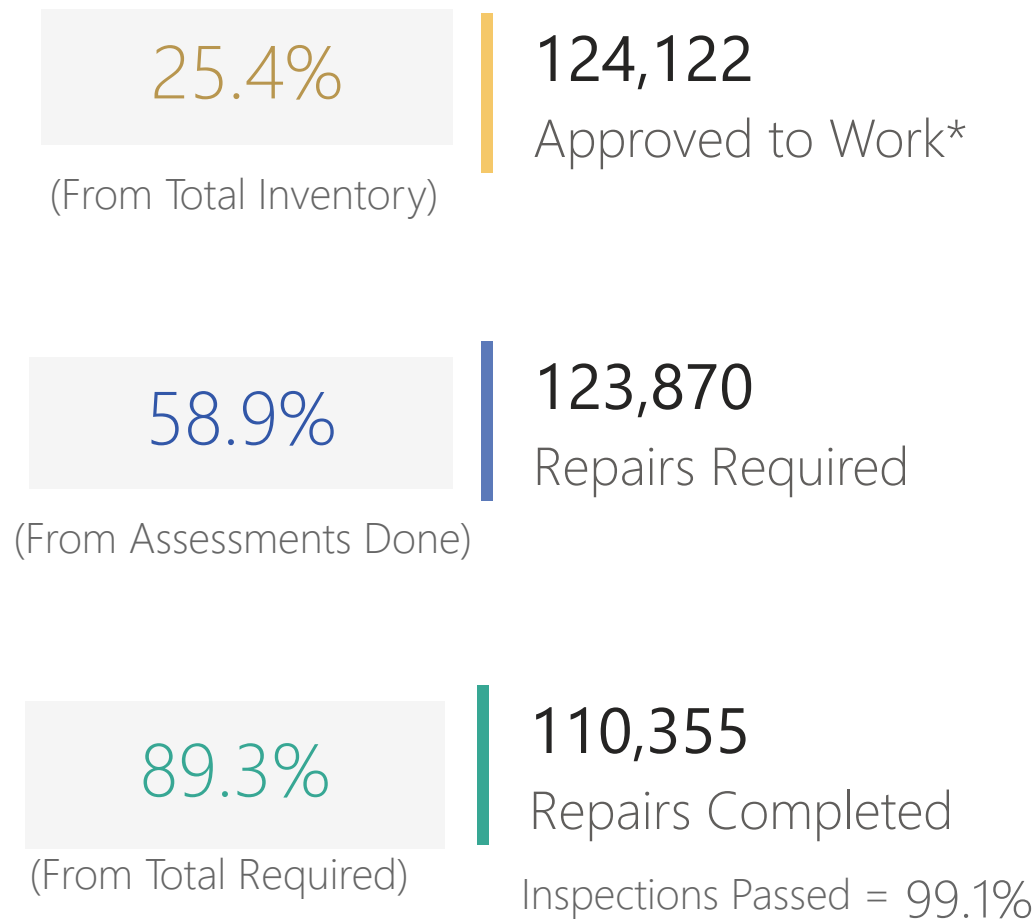 25.4%
124,122
Approved to Work*
(From Total Inventory)
58.9%
123,870
Repairs Required
(From Assessments Done)
89.3%
110,355
Repairs Completed
(From Total Required)
Inspections Passed = 99.1%